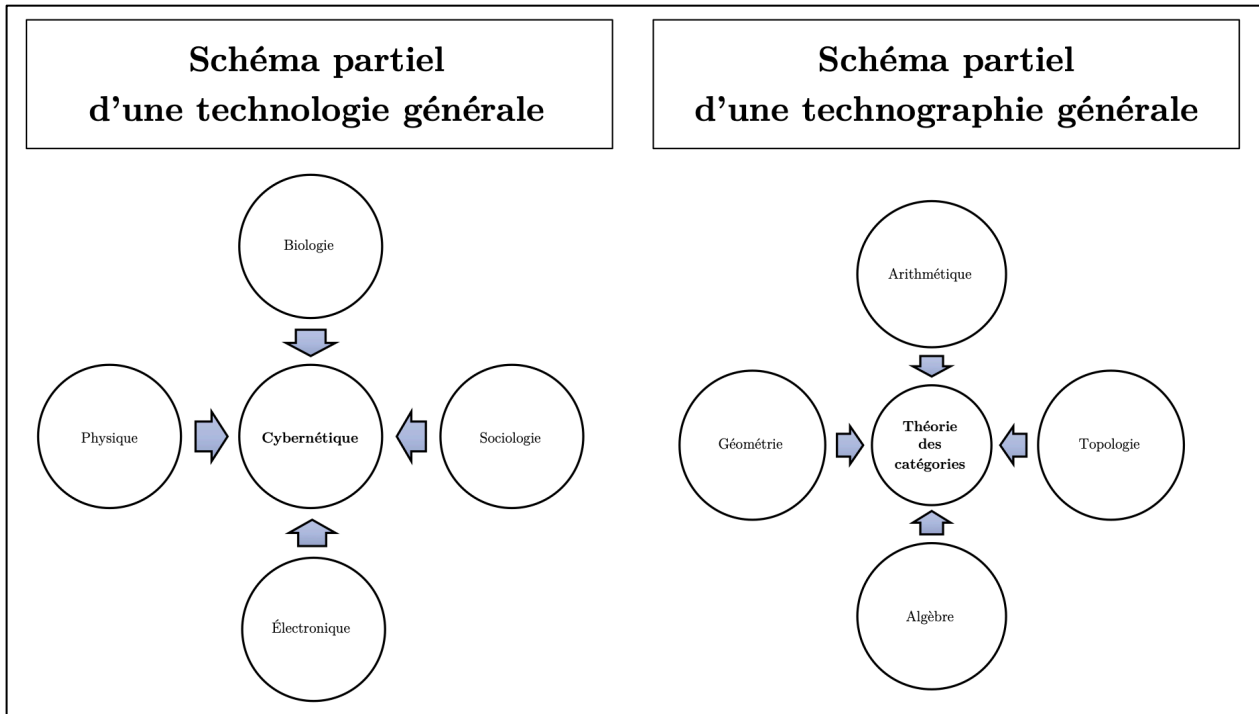 Schéma partiel
d'une technologie générale
Biologie
Physique
Cybernétique
Sociologie
Électronique
Schéma partiel
d'une technographie générale
Arithmétique
Géométrie
Théorie
des
catégories
Topologie
Algèbre